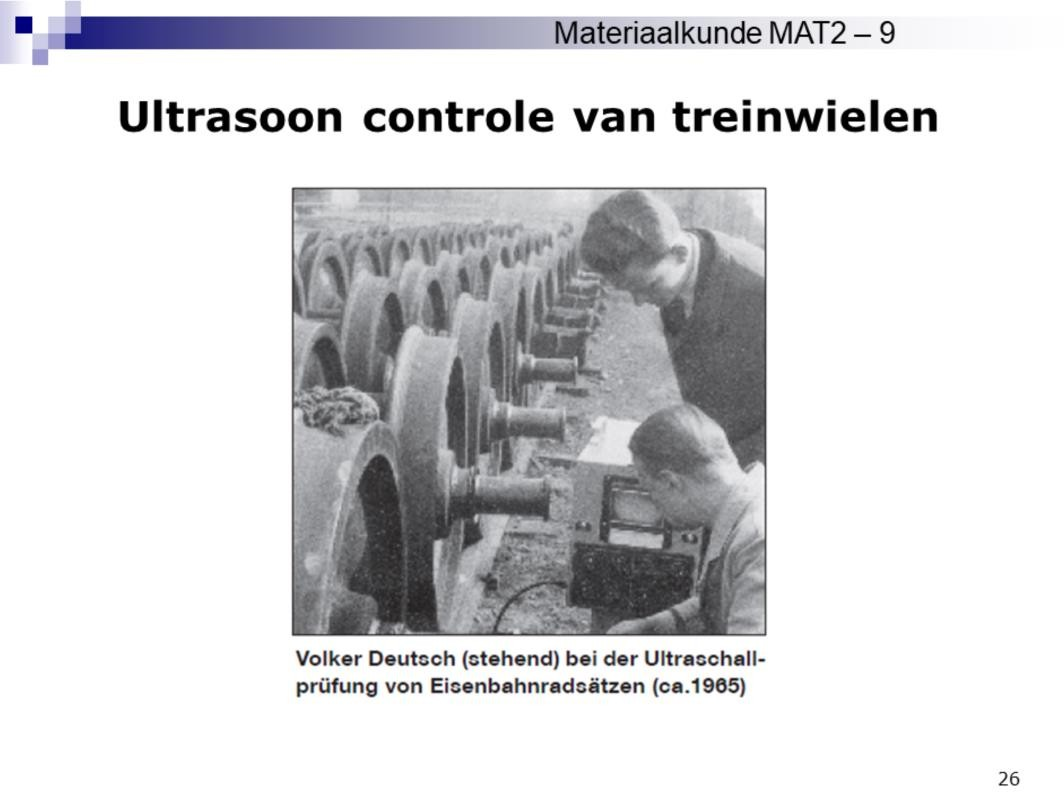 Materiaalkunde MAT2 – 9
Ultrasoon controle van treinwielen
Volker Deutsch (stehend) bei der Ultraschall-
prüfung von Eisenbahnradsätzen (ca.1965)
26